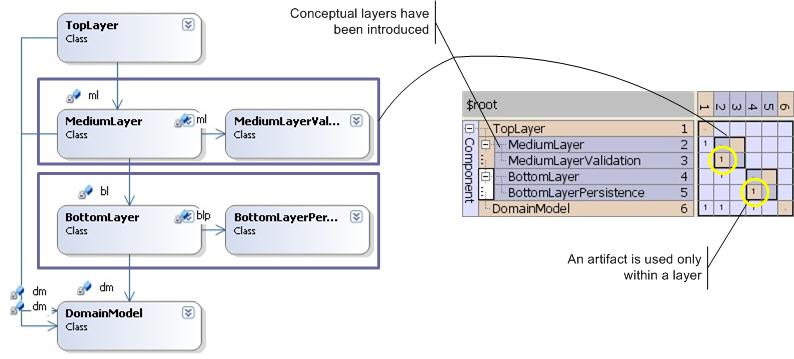 Conceptual layers have
been introduced
TopLayer
Class
ml
MediumLayer
Class
ml
MediumLayerVal...
Class
bl
BottomLayer
Class
blp
BottomLayerPer...
Class
dm
dm
dm
DomainModel
Class
$root
1 2 3 4 5 6
Component
TopLayer 1 .
MediumLayer 2 1
MediumLayerValidation 3 1
BottomLayer 4 1
BottomLayerPersistence 5 1
DomainModel 6 1 1 1 .
An artifact is used only
within a layer